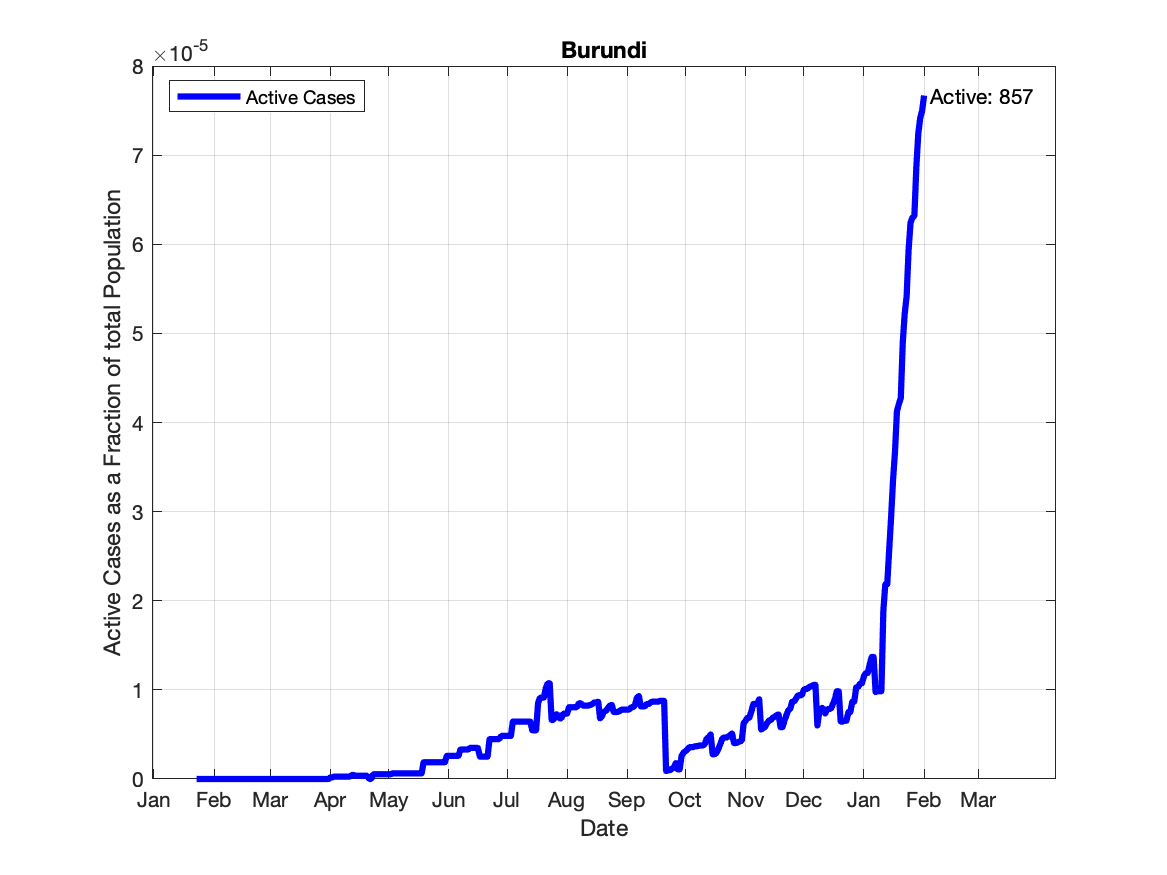 Burundi
×10-5
8
7
6
5
4
3
2
1
0
Active Cases
Active: 857
Active Cases as a Fraction of total Population
Jan Feb Mar Apr May Jun Jul Aug Sep Oct Nov Dec Jan Feb Mar
Date